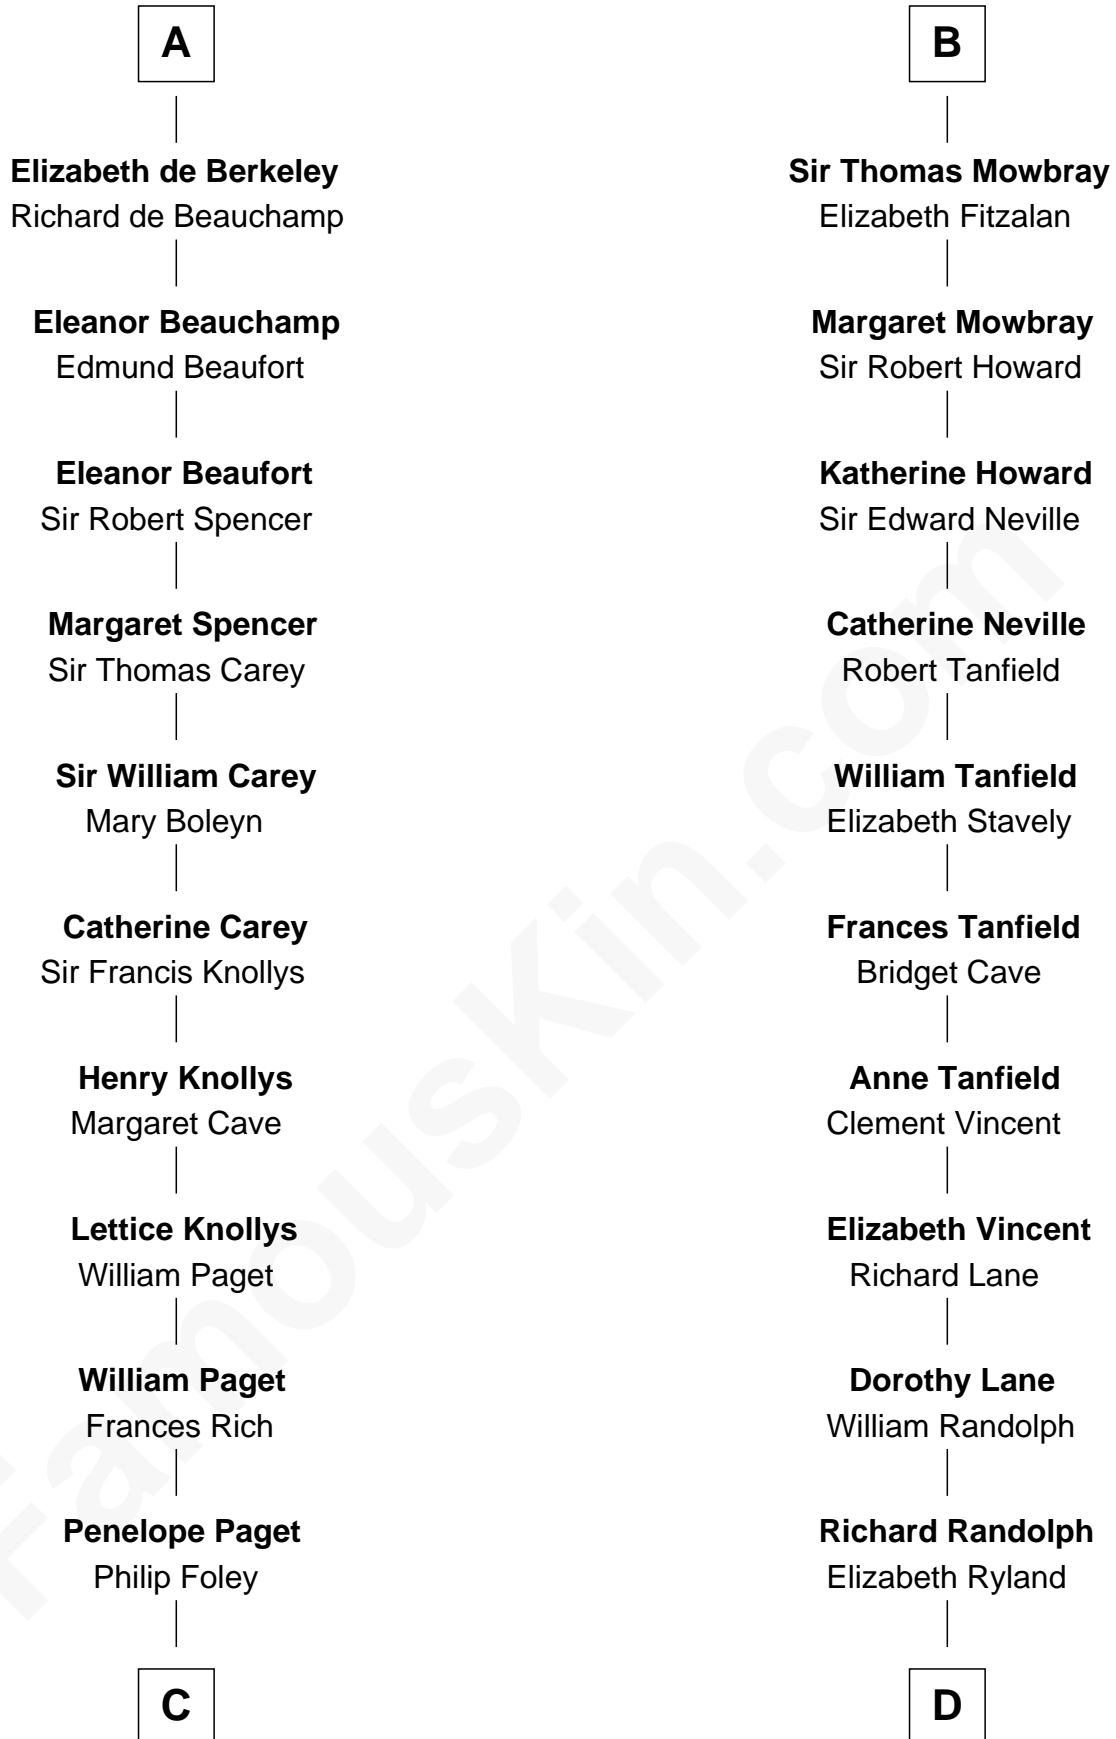 A
Elizabeth de Berkeley
Richard de Beauchamp
Eleanor Beauchamp
Edmund Beaufort
Eleanor Beaufort
Sir Robert Spencer
Margaret Spencer
Sir Thomas Carey
Sir William Carey
Mary Boleyn
Catherine Carey
Sir Francis Knollys
Henry Knollys
Margaret Cave
Lettice Knollys
William Paget
William Paget
Frances Rich
Penelope Paget
Philip Foley
C
B
Sir Thomas Mowbray
Elizabeth Fitzalan
Margaret Mowbray
Sir Robert Howard
Katherine Howard
Sir Edward Neville
Catherine Neville
Robert Tanfield
William Tanfield
Elizabeth Stavely
Frances Tanfield
Bridget Cave
Anne Tanfield
Clement Vincent
Elizabeth Vincent
Richard Lane
Dorothy Lane
William Randolph
Richard Randolph
Elizabeth Ryland
D
FamousKin.com